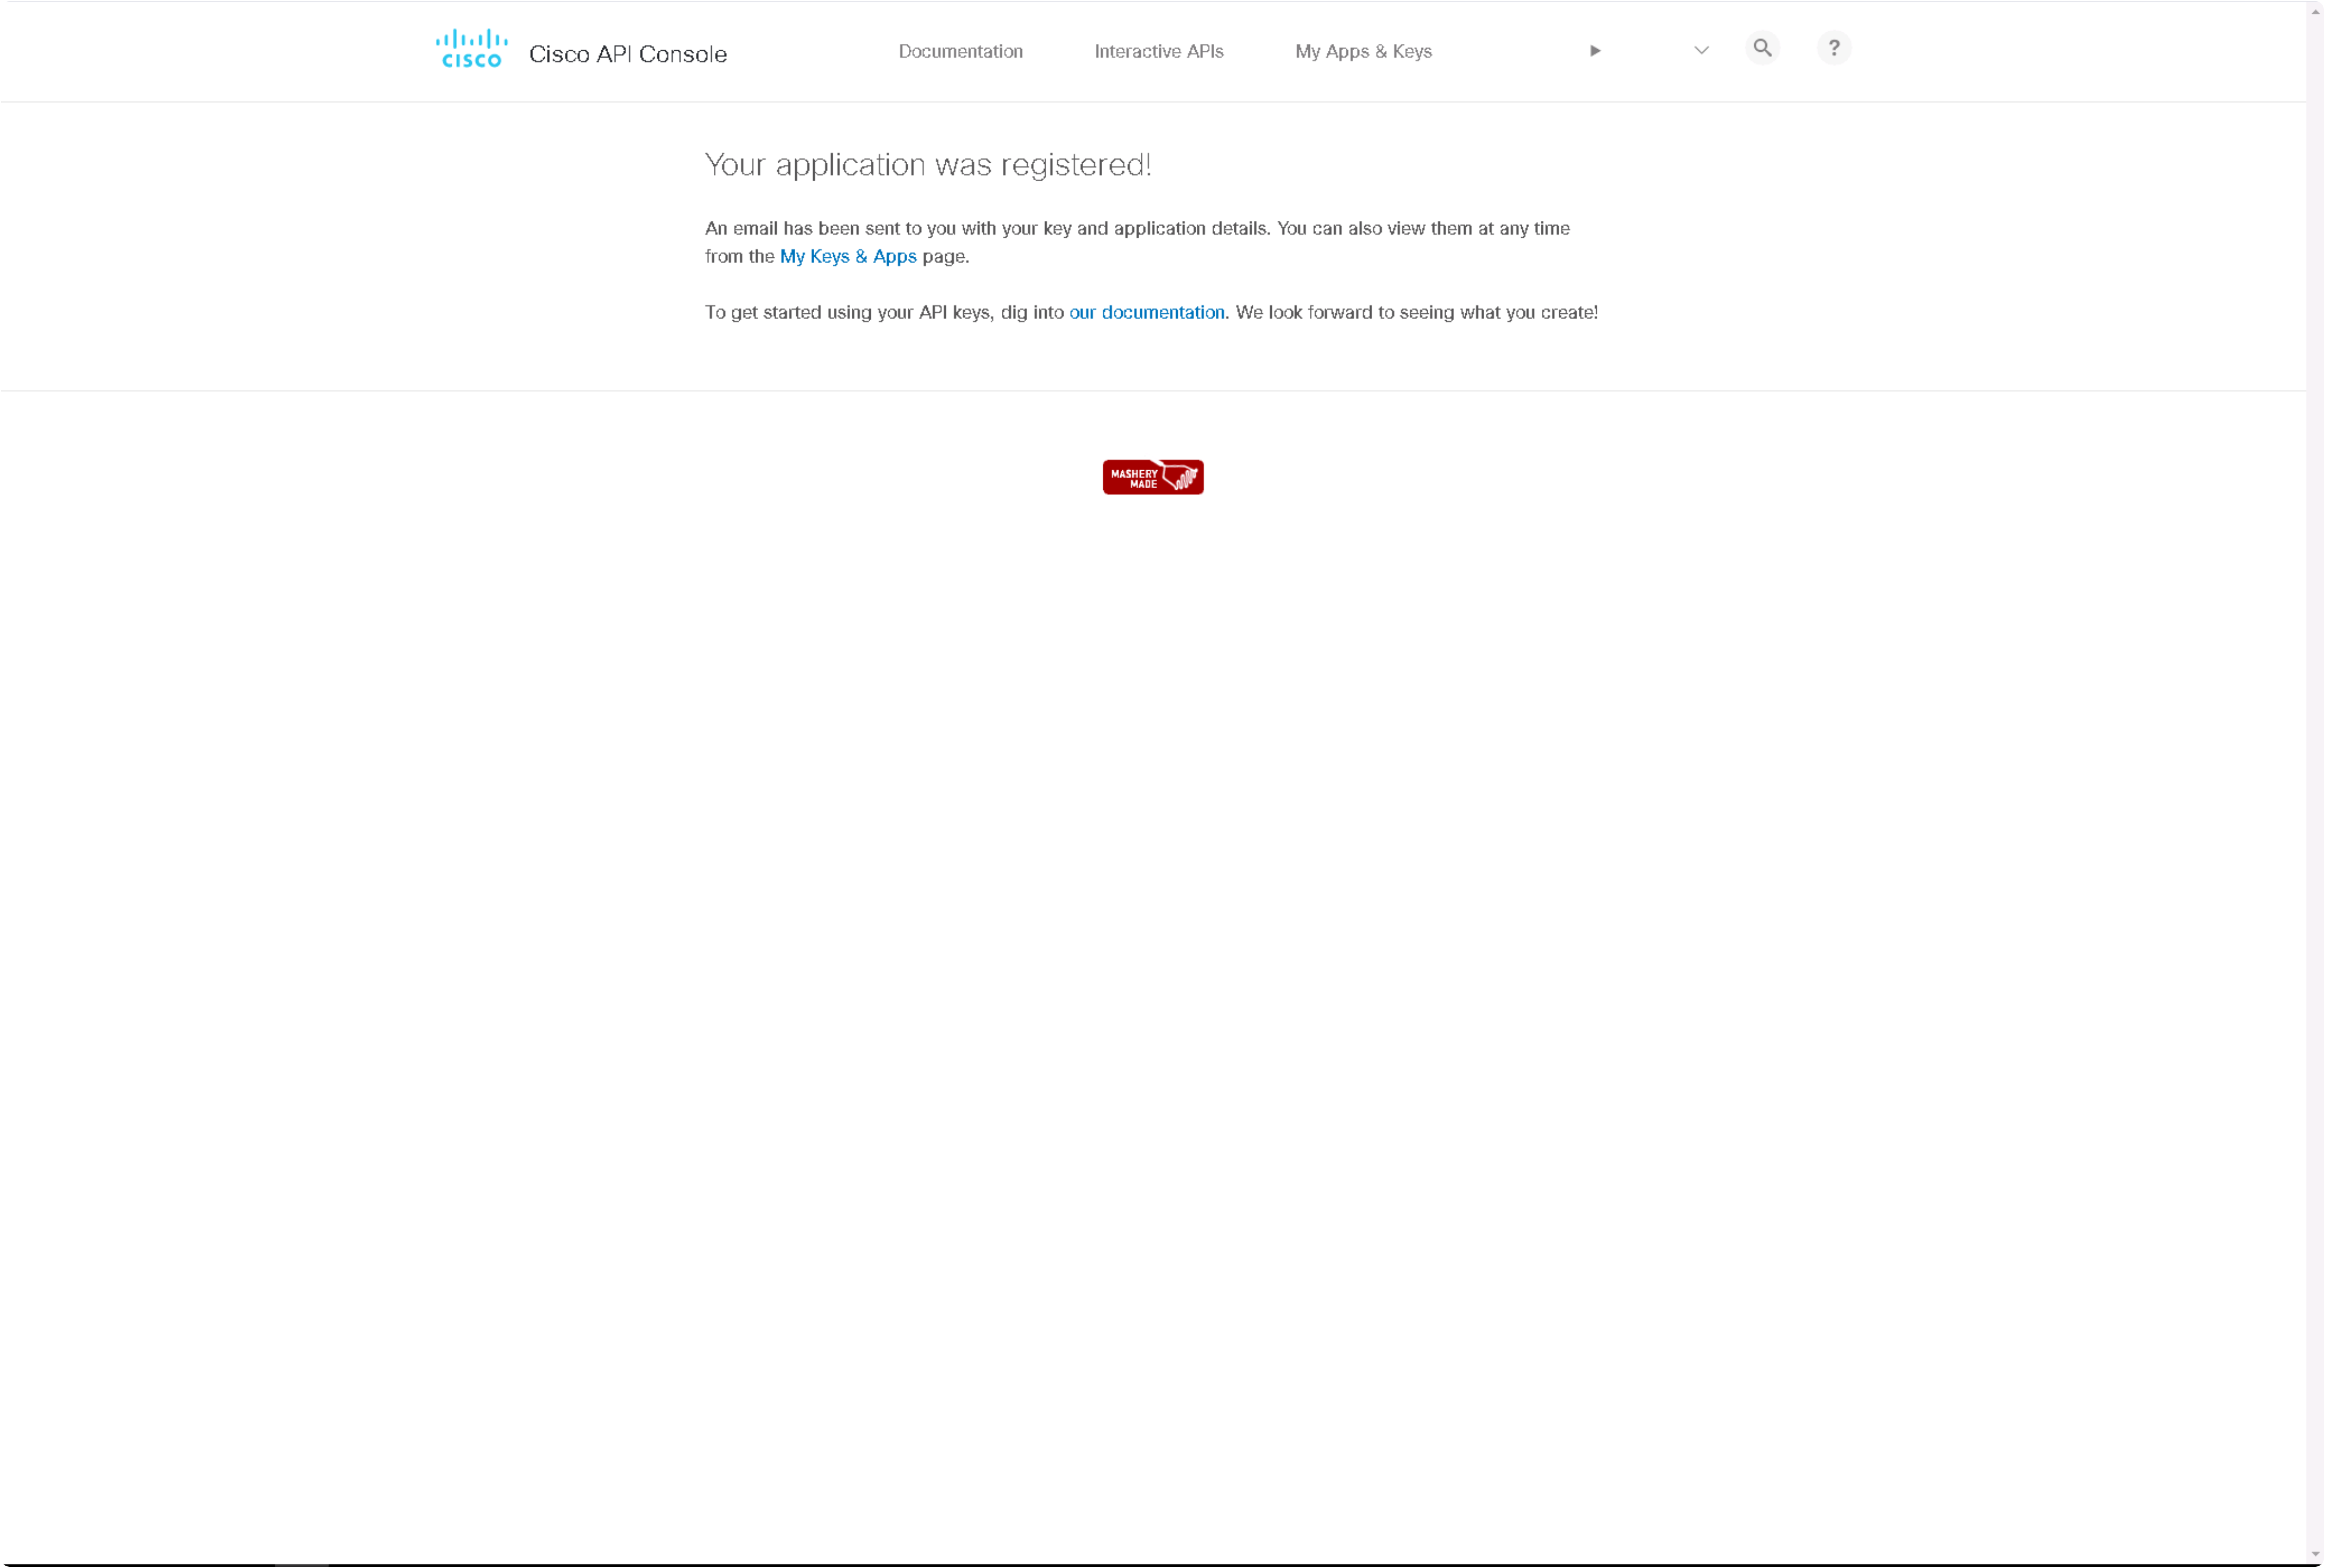 CISCO
Cisco API Console
Documentation
Interactive APIs
My Apps & Keys
?
Your application was registered!
An email has been sent to you with your key and application details. You can also view them at any time
from the My Keys & Apps page.
To get started using your API keys, dig into our documentation. We look forward to seeing what you create!
MASHERY
MADE